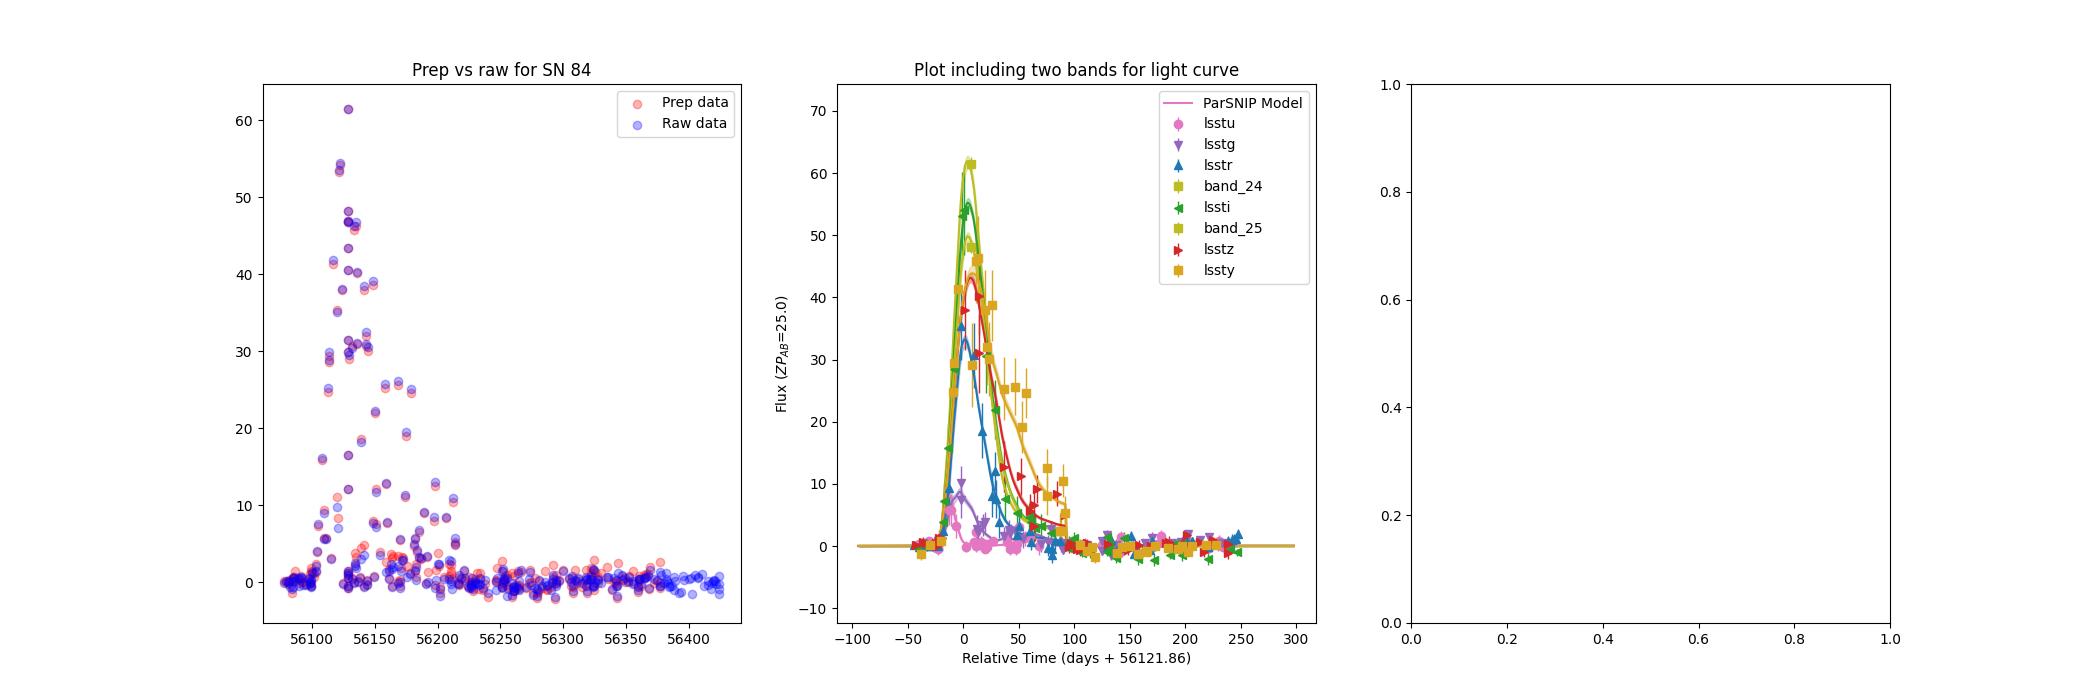 Prep vs raw for SN 84
Prep data
Raw data
60
50
40
30
20
10
0
56100 56150 56200 56250 56300 56350 56400
Plot including two bands for light curve
ParSNIP Model
lsstu
lsstg
lsstr
band_24
lssti
band_25
lsstz
lssty
Flux (ZP_AB=25.0)
70
60
50
40
30
20
10
0
−10
−100 −50 0 50 100 150 200 250 300
Relative Time (days + 56121.86)
1.0
0.8
0.6
0.4
0.2
0.0
0.0 0.2 0.4 0.6 0.8 1.0